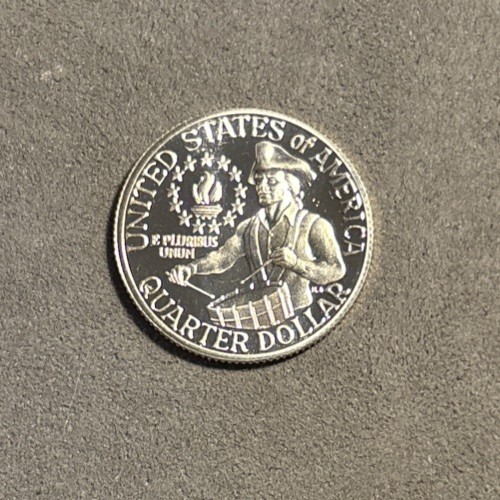 UNITED STATES of AMERICA
E PLURIBUS
UNUM
QUARTER DOLLAR